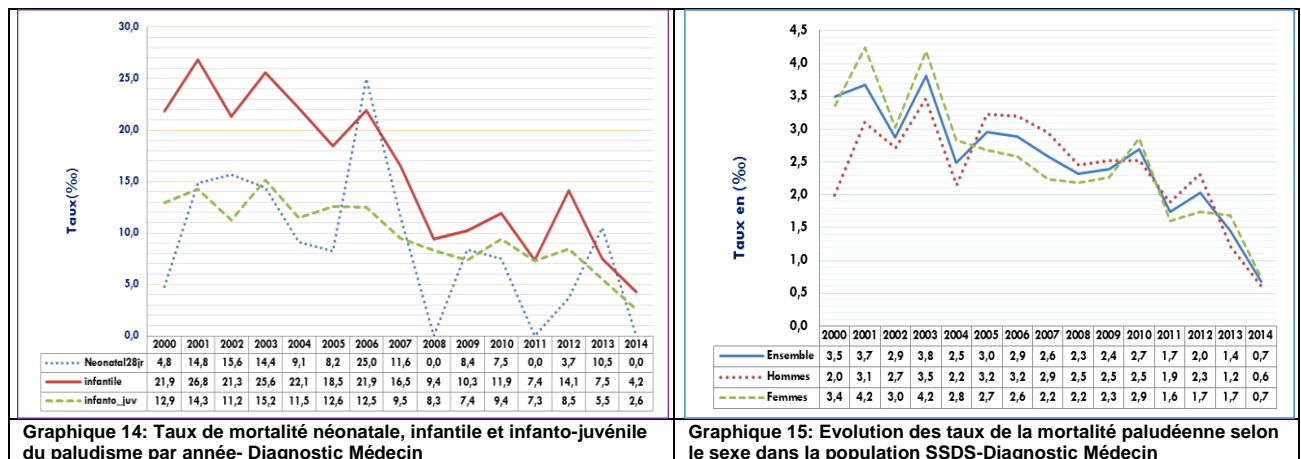 30,0
25,0
20,0
15,0
10,0
5,0
0,0
Taux(‰)
2000 2001 2002 2003 2004 2005 2006 2007 2008 2009 2010 2011 2012 2013 2014
Neonatal28jr 4,8 14,8 15,6 14,4 9,1 8,2 25,0 11,6 0,0 8,4 7,5 0,0 3,7 10,5 0,0
infantile 21,9 26,8 21,3 25,6 22,1 18,5 21,9 16,5 9,4 10,3 11,9 7,4 14,1 7,5 4,2
infanto_juv 12,9 14,3 11,2 15,2 11,5 12,6 12,5 9,5 8,3 7,4 9,4 7,3 8,5 5,5 2,6
Graphique 14: Taux de mortalité néonatale, infantile et infanto-juvénile
du paludisme par année- Diagnostic Médecin
4,5
4,0
3,5
3,0
2,5
2,0
1,5
1,0
0,5
0,0
Taux en (‰)
2000 2001 2002 2003 2004 2005 2006 2007 2008 2009 2010 2011 2012 2013 2014
Ensemble 3,5 3,7 2,9 3,8 2,5 3,0 2,9 2,6 2,3 2,4 2,7 1,7 2,0 1,4 0,7
Hommes 2,0 3,1 2,7 3,5 2,2 3,2 3,2 2,9 2,5 2,5 2,5 1,9 2,3 1,2 0,6
Femmes 3,4 4,2 3,0 4,2 2,8 2,7 2,6 2,2 2,2 2,3 2,9 1,6 1,7 1,7 0,7
Graphique 15: Evolution des taux de la mortalité paludéenne selon
le sexe dans la population SSDS-Diagnostic Médecin